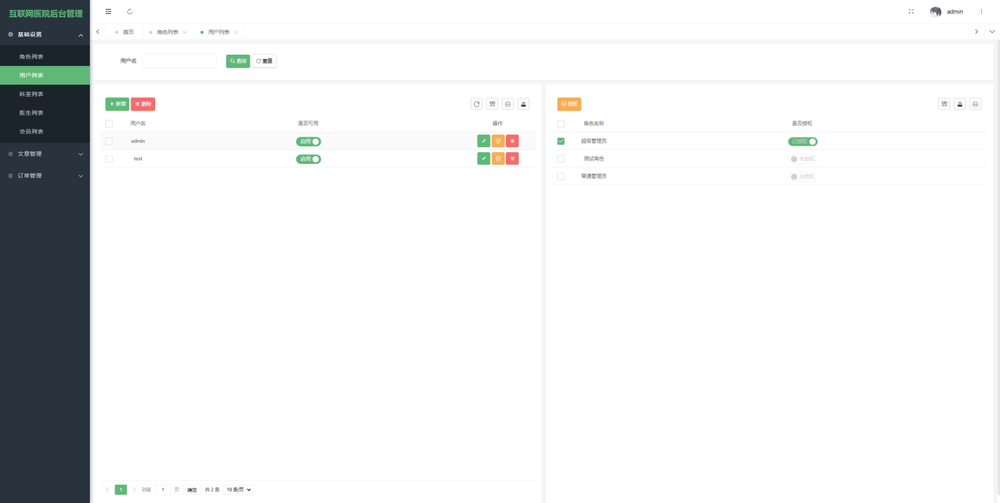 互联网医院后台管理
admin
基础设置
首页
角色列表
用户列表
角色列表
用户列表
科室列表
医生列表
会员列表
文章管理
订单管理
用户名
查询
重置
新增
删除
用户名 是否可用 操作
admin 启用
test 启用
1 到第 1 页 确定 共 2 条 10 条/页
授权
角色名称 是否授权
超级管理员 已授权
测试角色 未授权
普通管理员 未授权